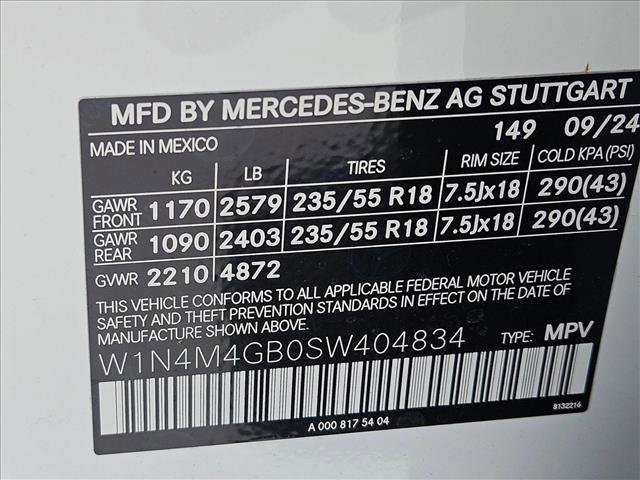 MFD BY MERCEDES-BENZ AG STUTTGART
149 09/24
MADE IN MEXICO
KG LB TIRES RIM SIZE COLD KPA(PSI)
GAWR FRONT 1170 2579 235/55 R18 7.5Jx18 290(43)
GAWR REAR 1090 2403 235/55 R18 7.5Jx18 290(43)
GVWR 2210 4872
THIS VEHICLE CONFORMS TO ALL APPLICABLE FEDERAL MOTOR VEHICLE
SAFETY AND THEFT PREVENTION STANDARDS IN EFFECT ON THE DATE OF
MANUFACTURE SHOWN ABOVE.
W1N4M4GB0SW404834 TYPE: MPV
A 000 817 54 04 8132216